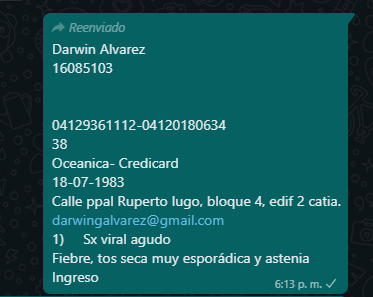 Reenviado
Darwin Alvarez
16085103
04129361112-04120180634
38
Oceanica- Credicard
18-07-1983
Calle ppal Ruperto lugo, bloque 4, edif 2 catia.
darwingalvarez@gmail.com
1) Sx viral agudo
Fiebre, tos seca muy esporádica y astenia
Ingreso
6:13 p. m.